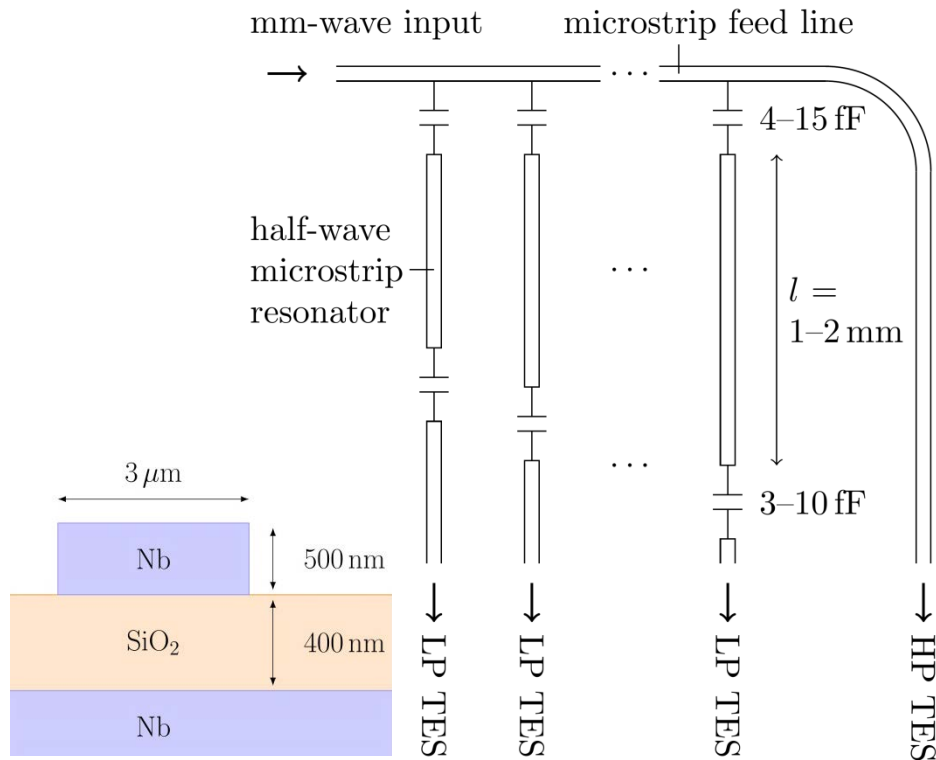 mm-wave input
microstrip feed line
→
···
4–15 fF
half-wave
microstrip
resonator
···
l =
1–2 mm
···
3–10 fF
3 μm
Nb
500 nm
SiO₂
400 nm
Nb
LP TES
LP TES
LP TES
HP TES